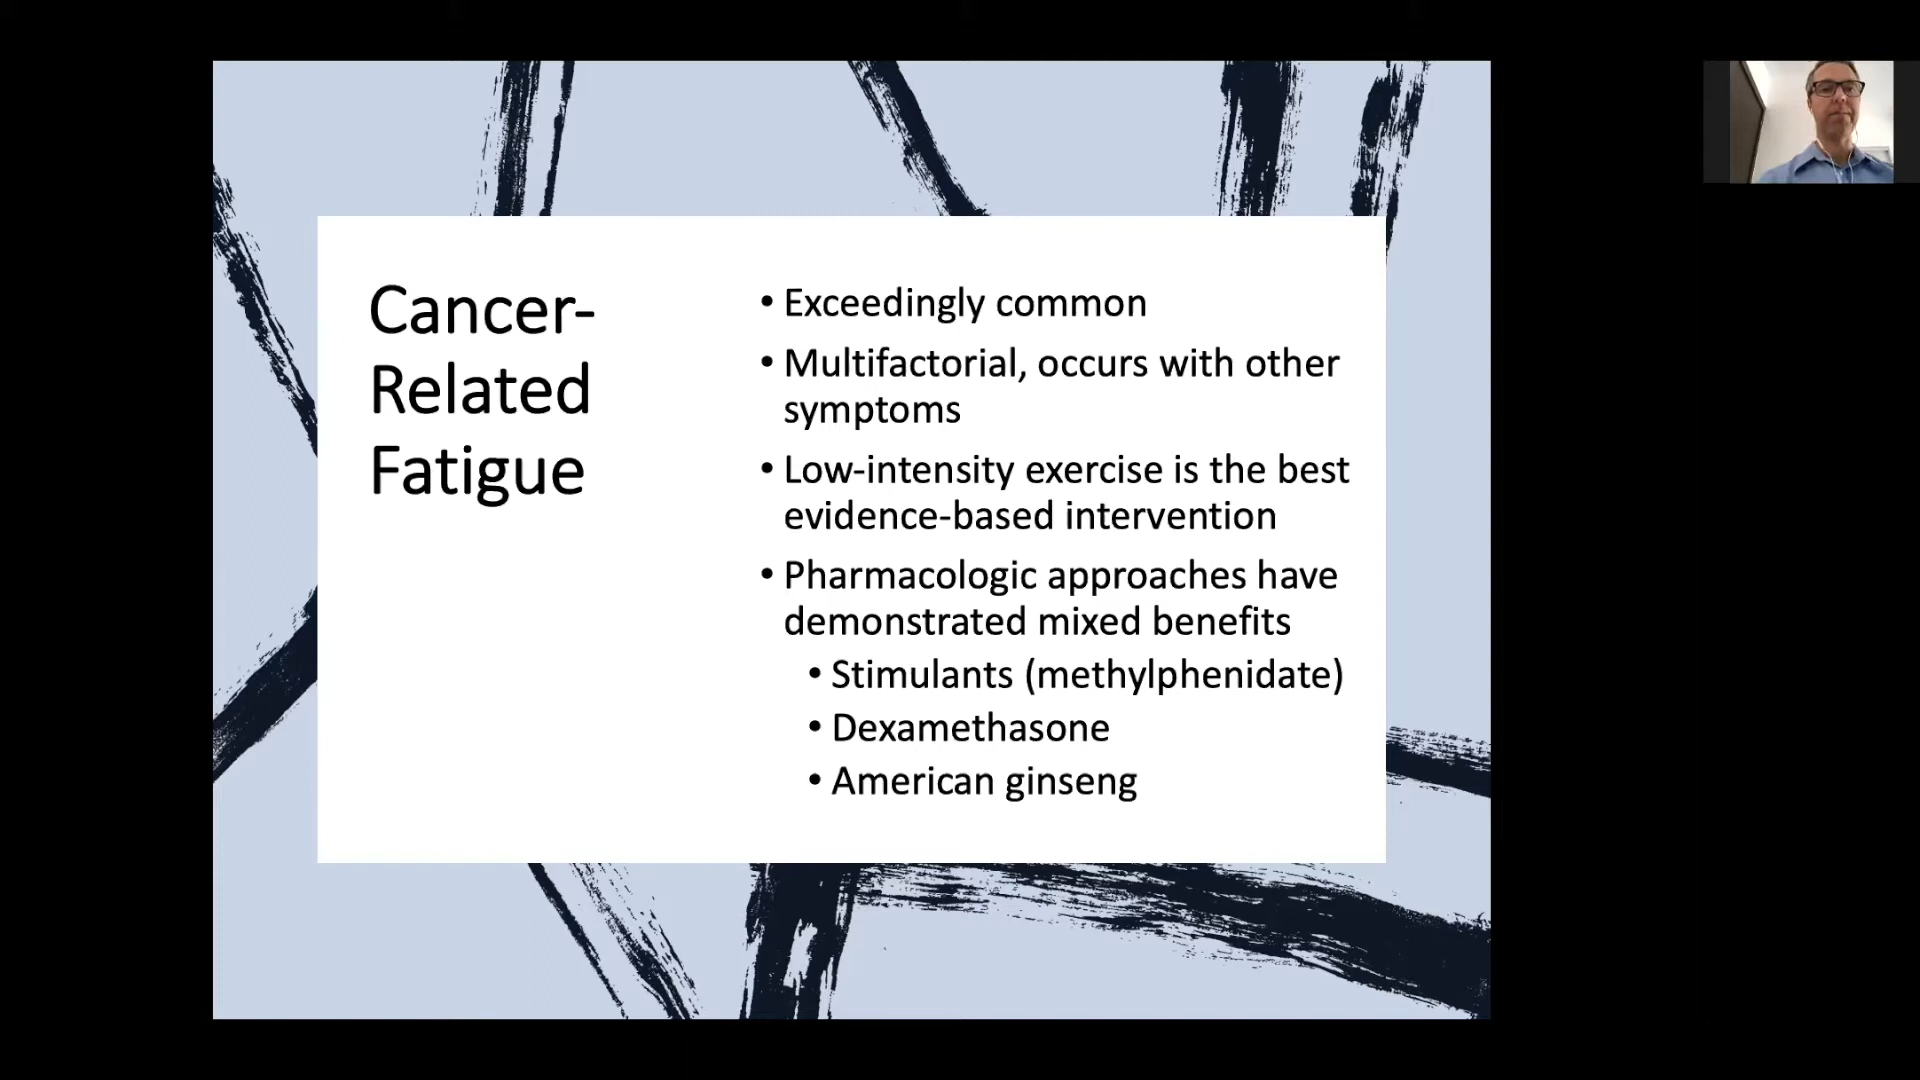 Cancer-
Related
Fatigue
• Exceedingly common
• Multifactorial, occurs with other
symptoms
• Low-intensity exercise is the best
evidence-based intervention
• Pharmacologic approaches have
demonstrated mixed benefits
• Stimulants (methylphenidate)
• Dexamethasone
• American ginseng